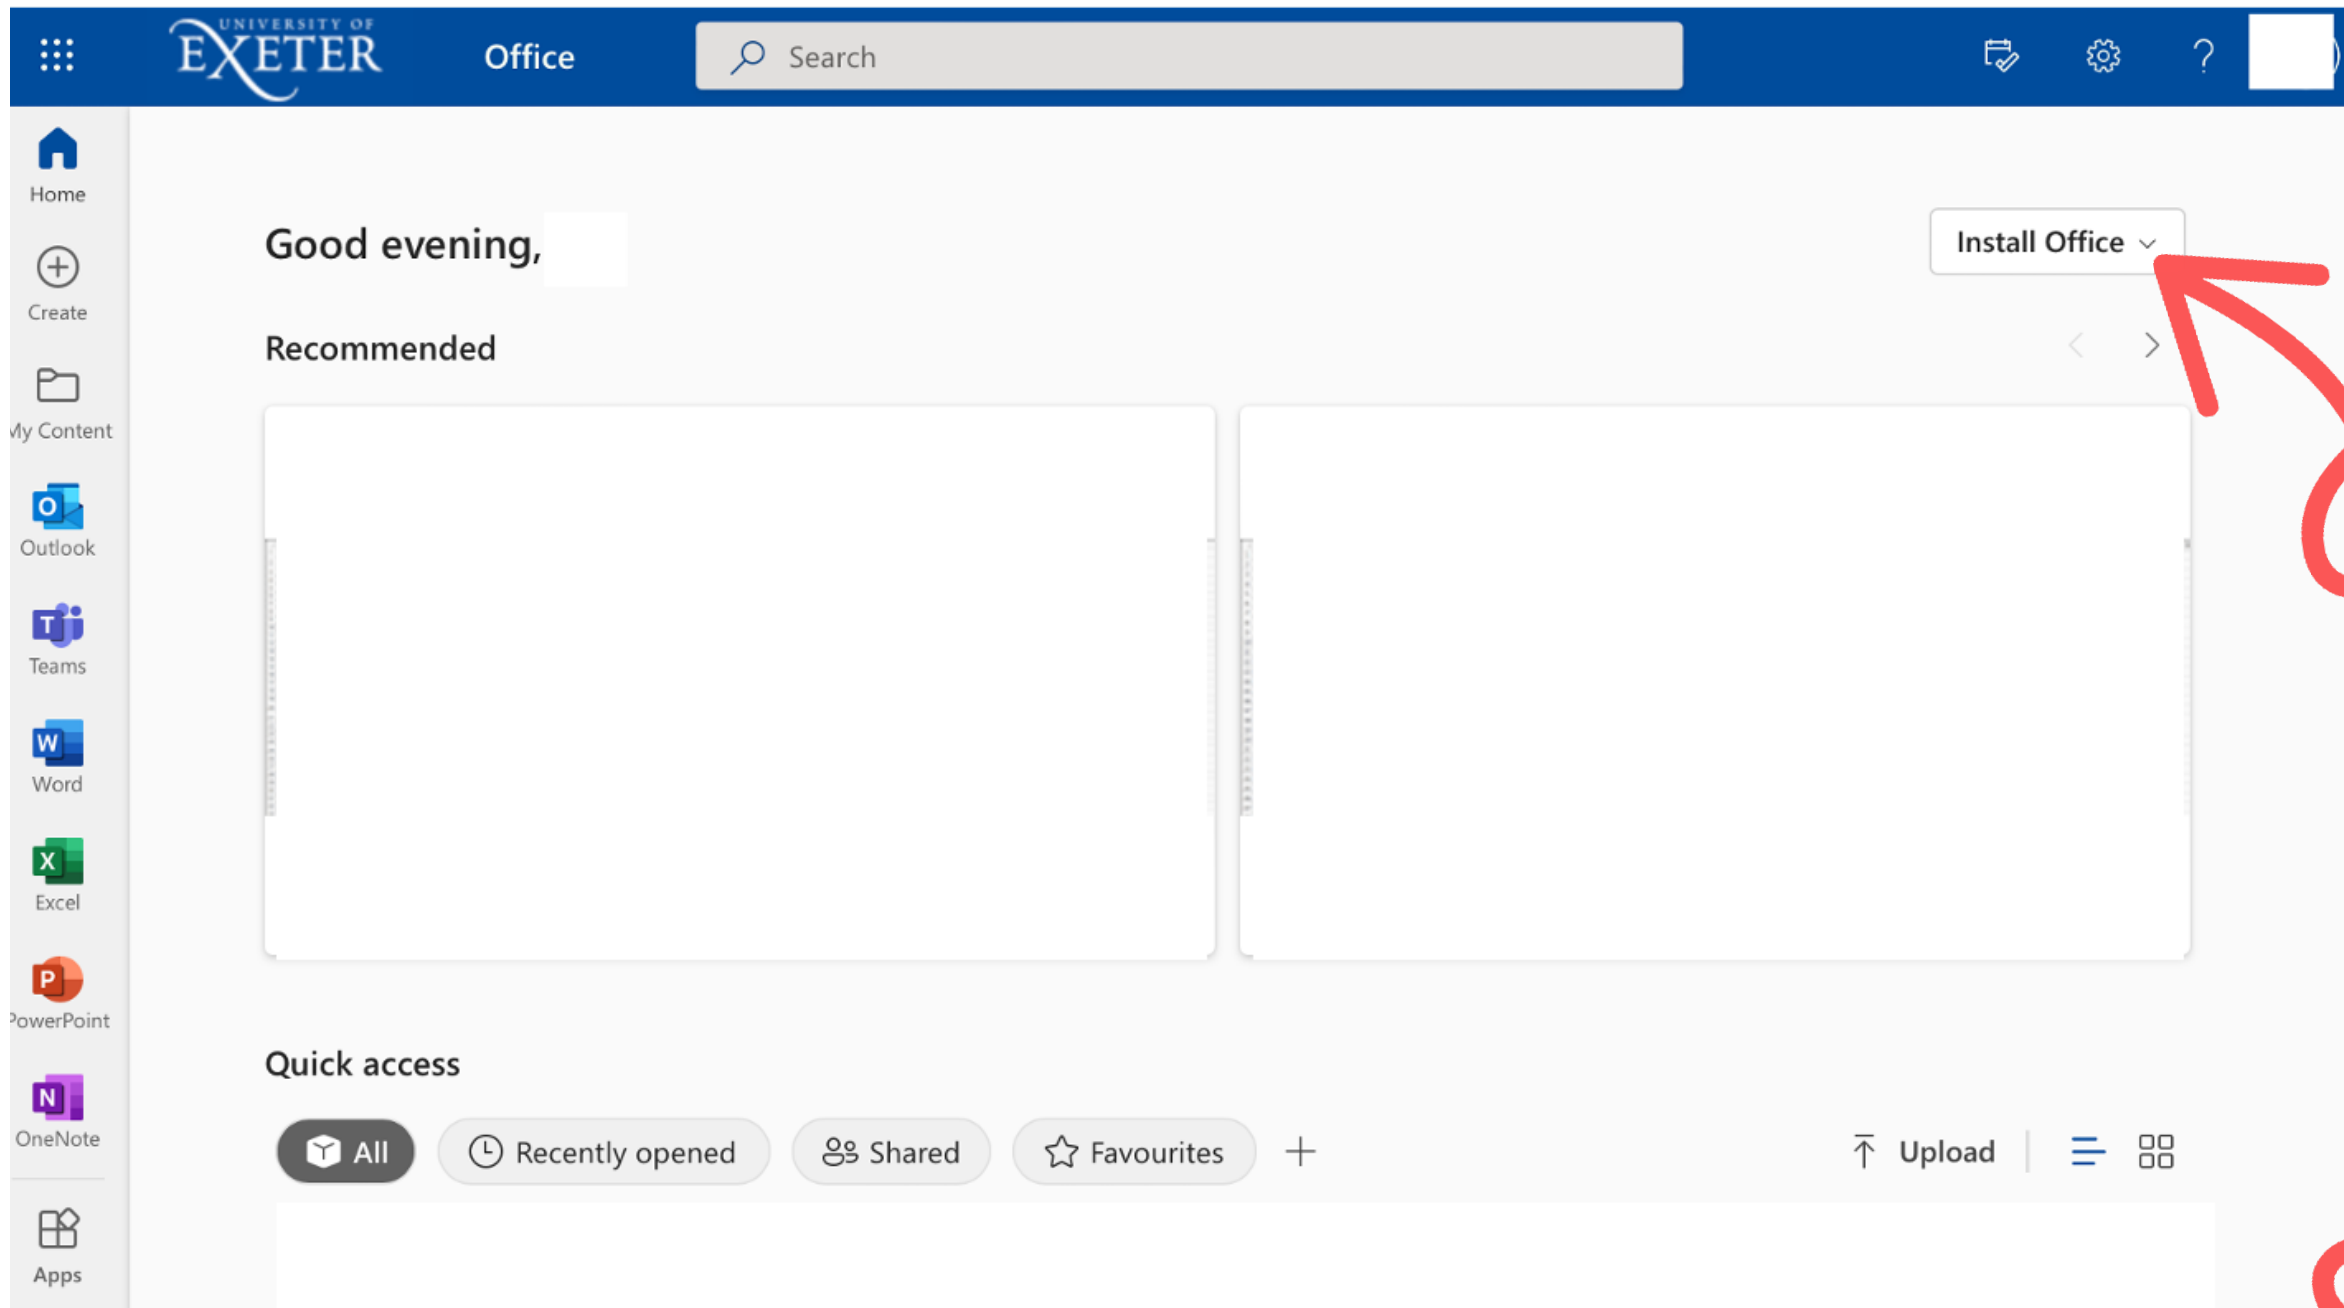 UNIVERSITY OF
EXETER
Office
Search
Home
Create
My Content
Outlook
Teams
Word
Excel
PowerPoint
OneNote
Apps
Good evening,
Install Office
Recommended
Quick access
All
Recently opened
Shared
Favourites
Upload